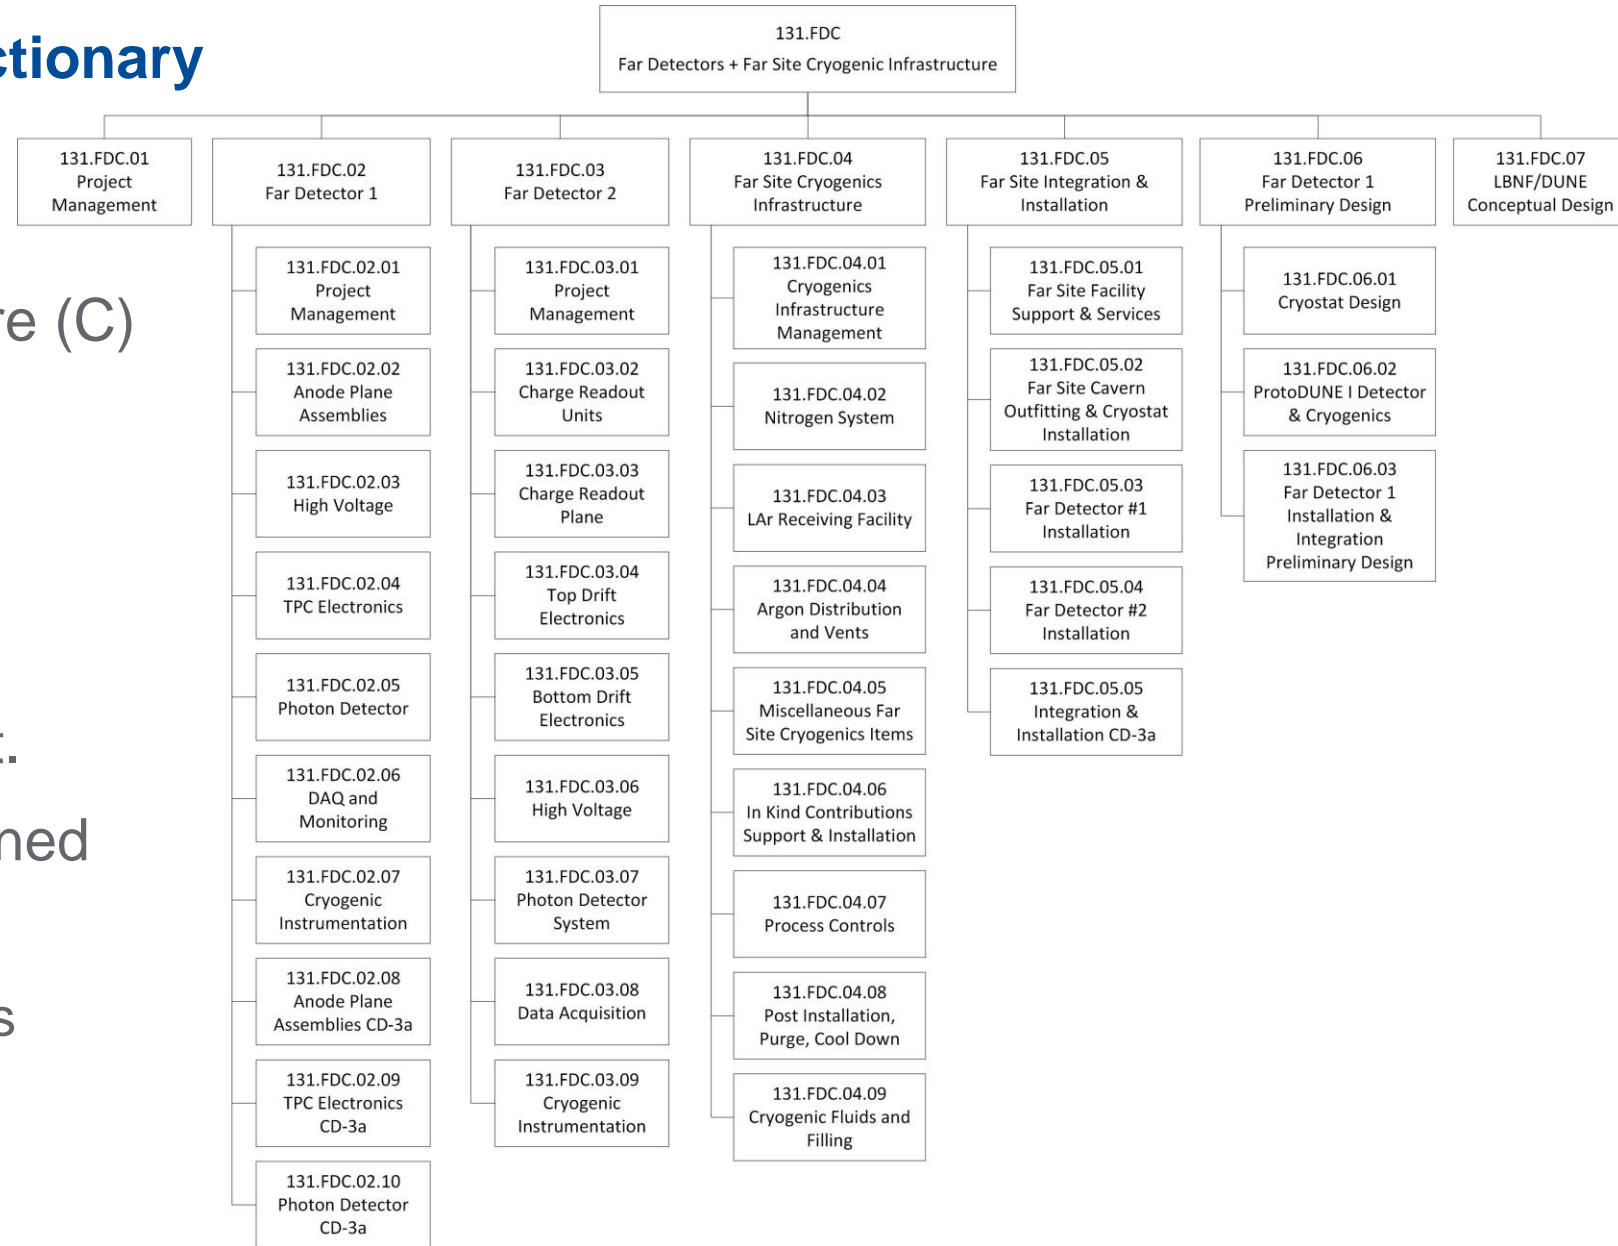 ctionary
re (C)
t.
ned
s
131.FDC
Far Detectors + Far Site Cryogenic Infrastructure
131.FDC.01
Project
Management
131.FDC.02
Far Detector 1
131.FDC.03
Far Detector 2
131.FDC.04
Far Site Cryogenics
Infrastructure
131.FDC.05
Far Site Integration &
Installation
131.FDC.06
Far Detector 1
Preliminary Design
131.FDC.07
LBNF/DUNE
Conceptual Design
131.FDC.02.01
Project
Management
131.FDC.02.02
Anode Plane
Assemblies
131.FDC.02.03
High Voltage
131.FDC.02.04
TPC Electronics
131.FDC.02.05
Photon Detector
131.FDC.02.06
DAQ and
Monitoring
131.FDC.02.07
Cryogenic
Instrumentation
131.FDC.02.08
Anode Plane
Assemblies CD-3a
131.FDC.02.09
TPC Electronics
CD-3a
131.FDC.02.10
Photon Detector
CD-3a
131.FDC.03.01
Project
Management
131.FDC.03.02
Charge Readout
Units
131.FDC.03.03
Charge Readout
Plane
131.FDC.03.04
Top Drift
Electronics
131.FDC.03.05
Bottom Drift
Electronics
131.FDC.03.06
High Voltage
131.FDC.03.07
Photon Detector
System
131.FDC.03.08
Data Acquisition
131.FDC.03.09
Cryogenic
Instrumentation
131.FDC.04.01
Cryogenics
Infrastructure
Management
131.FDC.04.02
Nitrogen System
131.FDC.04.03
LAr Receiving Facility
131.FDC.04.04
Argon Distribution
and Vents
131.FDC.04.05
Miscellaneous Far
Site Cryogenics Items
131.FDC.04.06
In Kind Contributions
Support & Installation
131.FDC.04.07
Process Controls
131.FDC.04.08
Post Installation,
Purge, Cool Down
131.FDC.04.09
Cryogenic Fluids and
Filling
131.FDC.05.01
Far Site Facility
Support & Services
131.FDC.05.02
Far Site Cavern
Outfitting & Cryostat
Installation
131.FDC.05.03
Far Detector #1
Installation
131.FDC.05.04
Far Detector #2
Installation
131.FDC.05.05
Integration &
Installation CD-3a
131.FDC.06.01
Cryostat Design
131.FDC.06.02
ProtoDUNE I Detector
& Cryogenics
131.FDC.06.03
Far Detector 1
Installation &
Integration
Preliminary Design